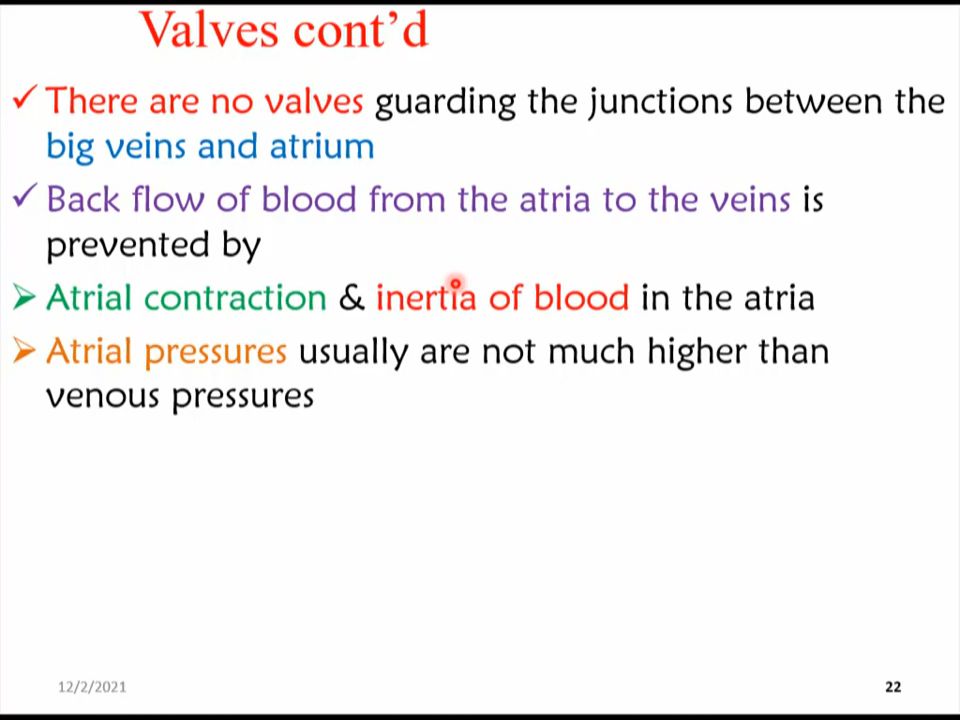 Valves cont’d
✓ There are no valves guarding the junctions between the
big veins and atrium
✓ Back flow of blood from the atria to the veins is
prevented by
➢ Atrial contraction & inertia of blood in the atria
➢ Atrial pressures usually are not much higher than
venous pressures
12/2/2021
22